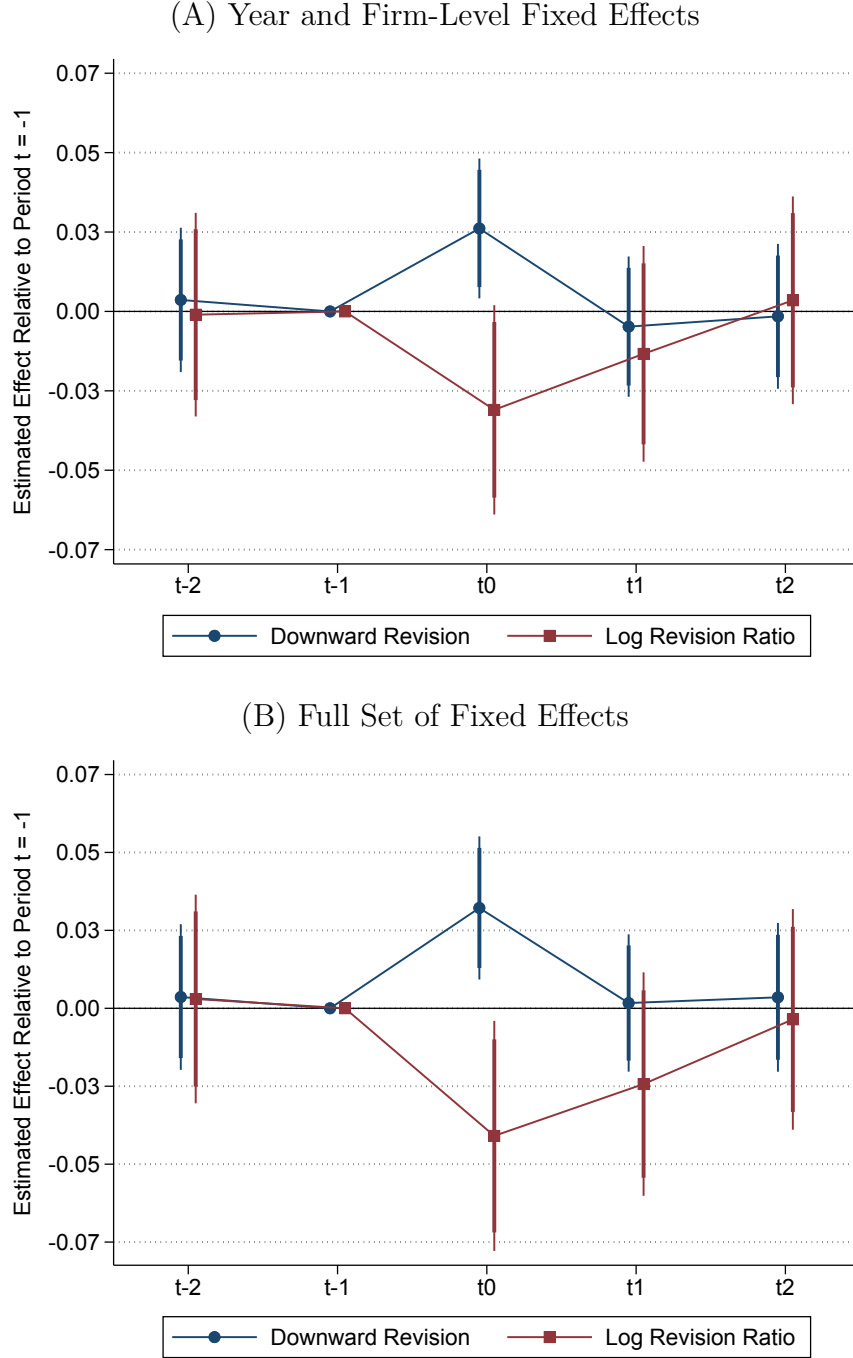 (A) Year and Firm-Level Fixed Effects
Estimated Effect Relative to Period t = -1
0.07
0.05
0.03
0.00
-0.03
-0.05
-0.07
t-2 t-1 t0 t1 t2
Downward Revision Log Revision Ratio
(B) Full Set of Fixed Effects
Estimated Effect Relative to Period t = -1
0.07
0.05
0.03
0.00
-0.03
-0.05
-0.07
t-2 t-1 t0 t1 t2
Downward Revision Log Revision Ratio